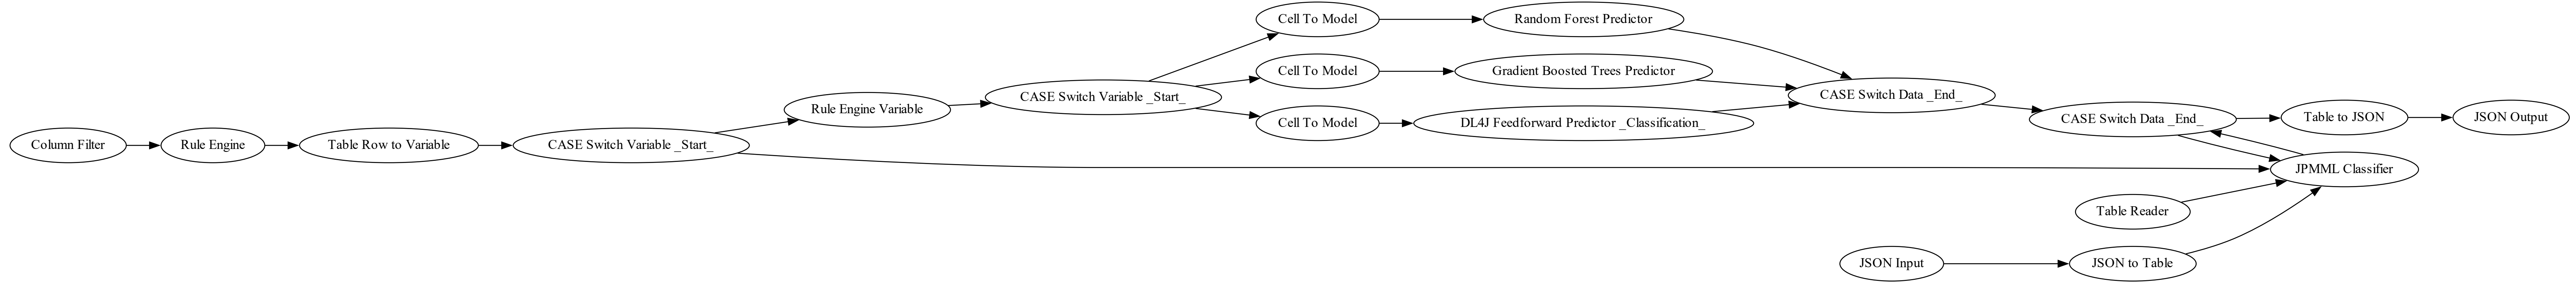 Column Filter
Rule Engine
Table Row to Variable
CASE Switch Variable _Start_
Rule Engine Variable
CASE Switch Variable _Start_
Cell To Model
Random Forest Predictor
Cell To Model
Gradient Boosted Trees Predictor
Cell To Model
DL4J Feedforward Predictor _Classification_
CASE Switch Data _End_
CASE Switch Data _End_
Table to JSON
JSON Output
JPMML Classifier
Table Reader
JSON Input
JSON to Table